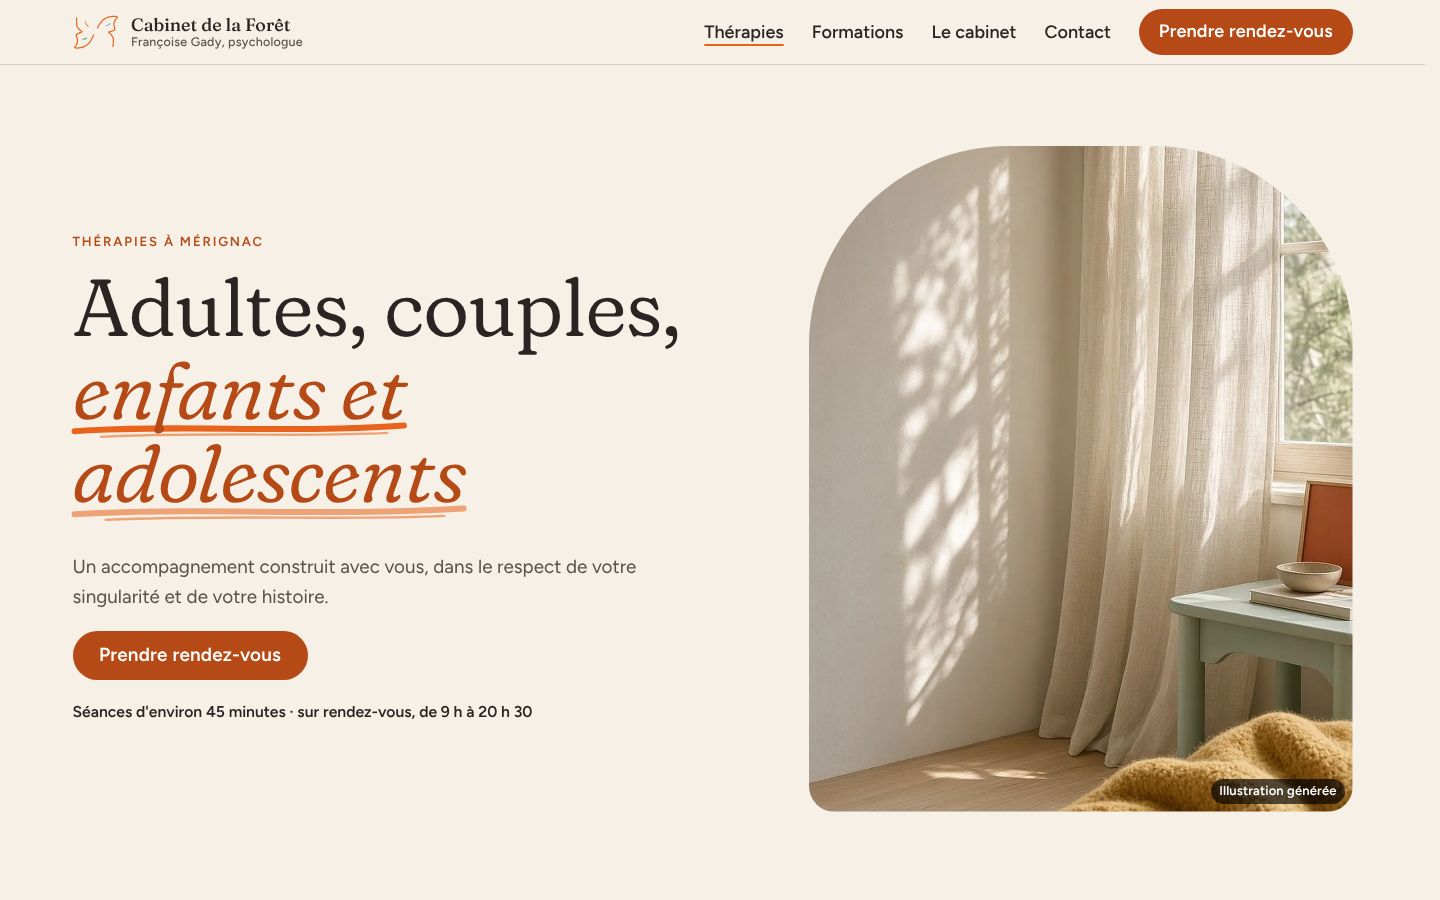 Cabinet de la Forêt
Françoise Gady, psychologue
Thérapies
Formations
Le cabinet
Contact
Prendre rendez-vous
THÉRAPIES À MÉRIGNAC
Adultes, couples,
enfants et
adolescents
Un accompagnement construit avec vous, dans le respect de votre
singularité et de votre histoire.
Prendre rendez-vous
Séances d'environ 45 minutes · sur rendez-vous, de 9 h à 20 h 30
Illustration générée